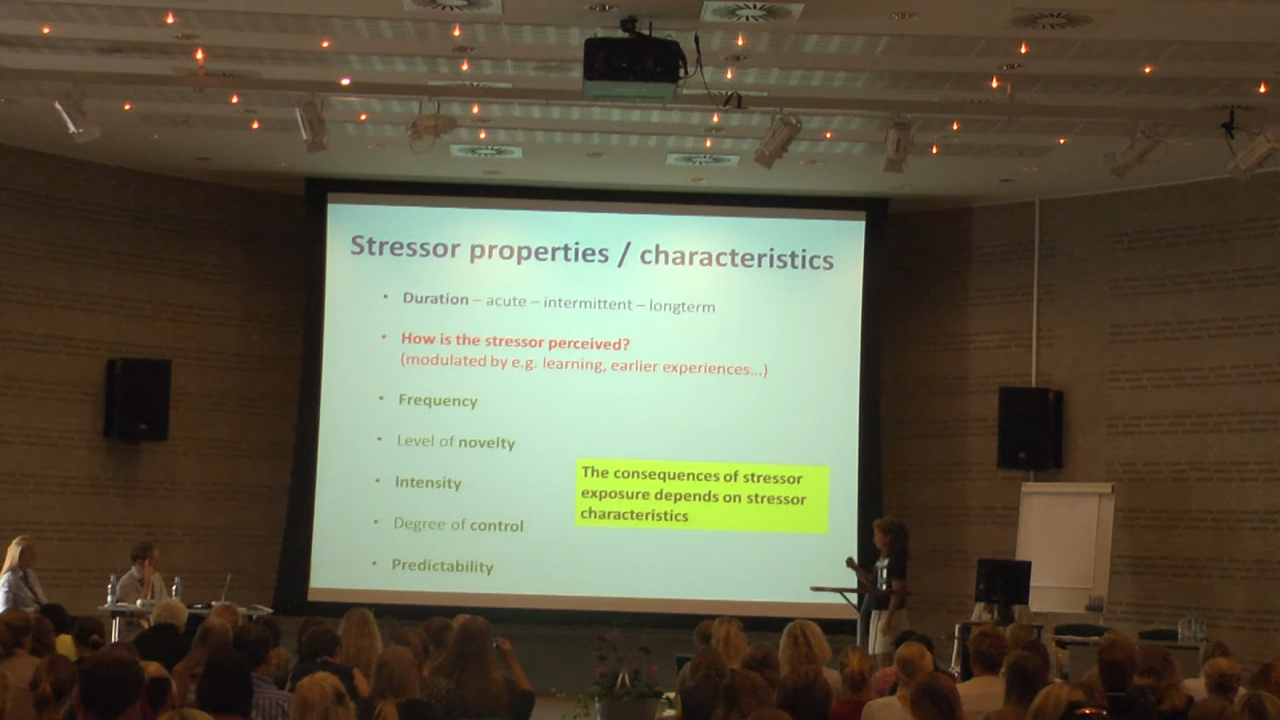 Stressor properties / characteristics
• Duration – acute – intermittent – longterm
• How is the stressor perceived?
(modulated by e.g. learning, earlier experiences...)
• Frequency
• Level of novelty
• Intensity
• Degree of control
• Predictability
The consequences of stressor
exposure depends on stressor
characteristics